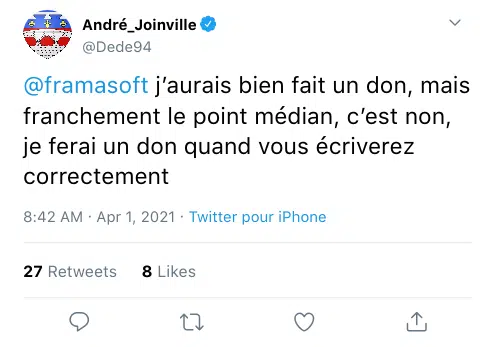 André_Joinville
@Dede94
@framasoft j’aurais bien fait un don, mais
franchement le point médian, c’est non,
je ferai un don quand vous écriverez
correctement
8:42 AM · Apr 1, 2021 · Twitter pour iPhone
27 Retweets 8 Likes